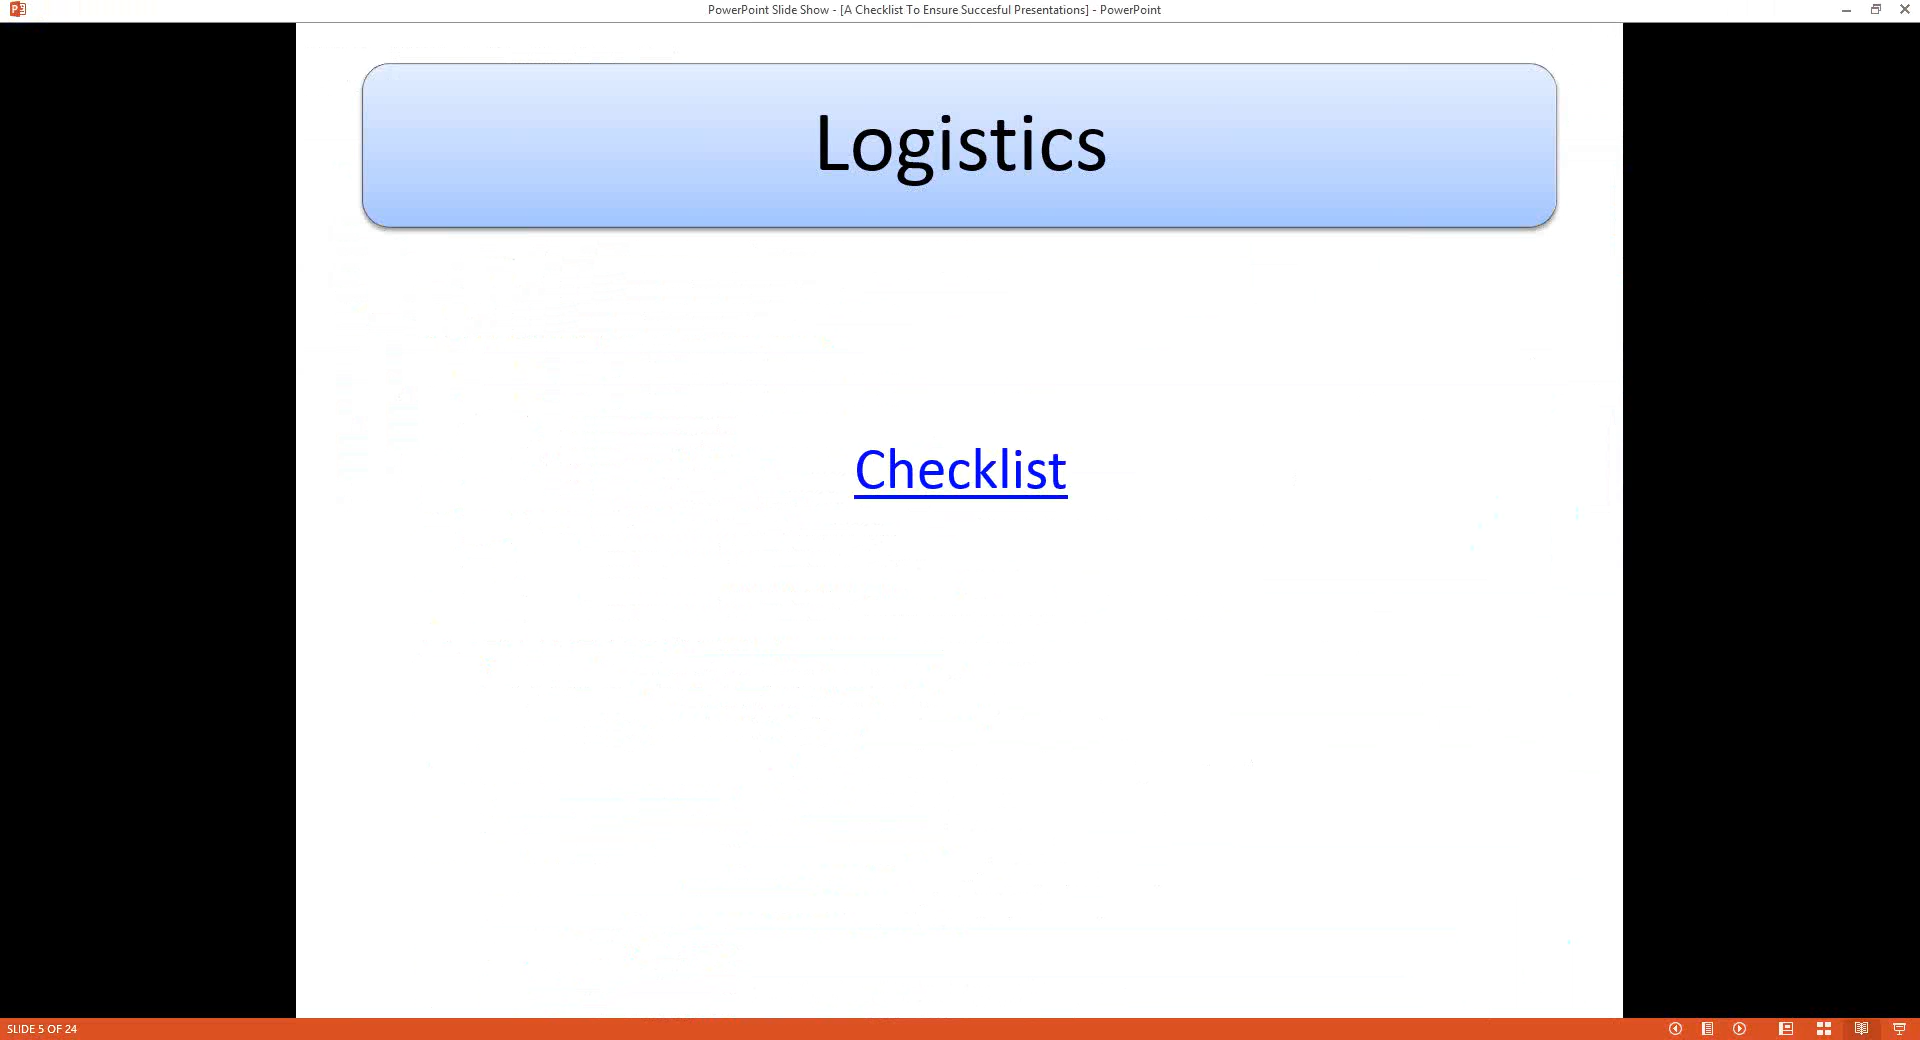 PowerPoint Slide Show - [A Checklist To Ensure Succesful Presentations] - PowerPoint
Logistics
Checklist
SLIDE 5 OF 24